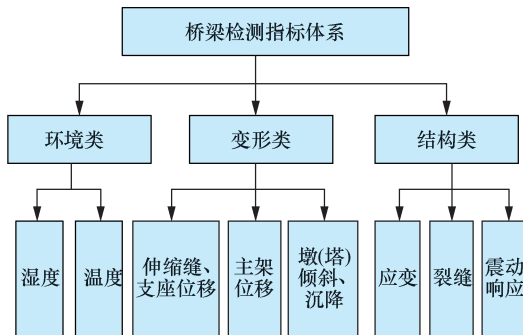 桥梁检测指标体系
环境类
变形类
结构类
湿度
温度
伸缩缝、
支座位移
主架
位移
墩(塔)
倾斜、
沉降
应变
裂缝
震动
响应